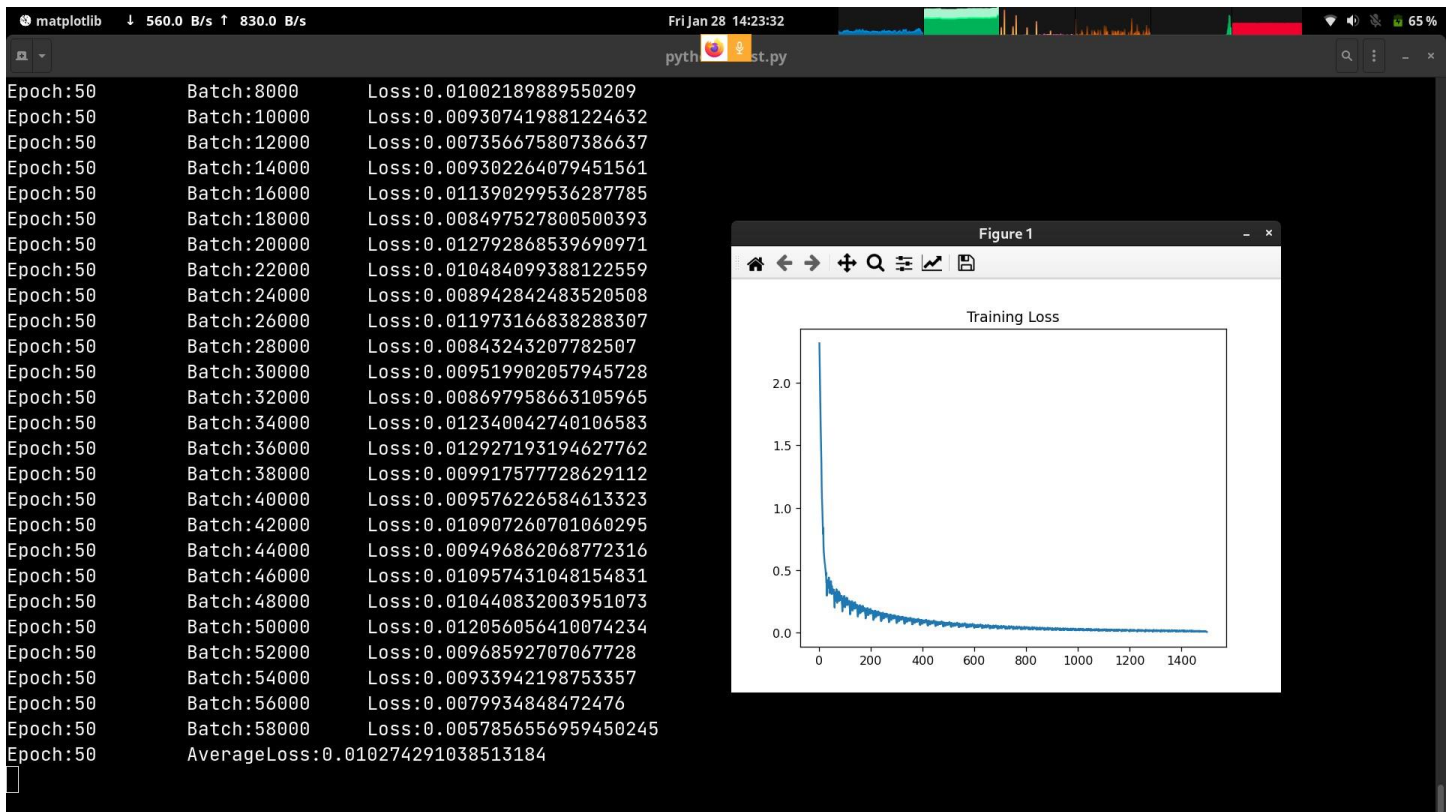 matplotlib ↓ 560.0 B/s ↑ 830.0 B/s Fri Jan 28 14:23:32 65 %
pyth st.py
Epoch:50 Batch:8000 Loss:0.01002189889550209
Epoch:50 Batch:10000 Loss:0.009307419881224632
Epoch:50 Batch:12000 Loss:0.007356675807386637
Epoch:50 Batch:14000 Loss:0.009302264079451561
Epoch:50 Batch:16000 Loss:0.011390299536287785
Epoch:50 Batch:18000 Loss:0.008497527800500393
Epoch:50 Batch:20000 Loss:0.012792868539690971
Epoch:50 Batch:22000 Loss:0.010484099388122559
Epoch:50 Batch:24000 Loss:0.008942842483520508
Epoch:50 Batch:26000 Loss:0.011973166838288307
Epoch:50 Batch:28000 Loss:0.00843243207782507
Epoch:50 Batch:30000 Loss:0.009519902057945728
Epoch:50 Batch:32000 Loss:0.008697958663105965
Epoch:50 Batch:34000 Loss:0.012340042740106583
Epoch:50 Batch:36000 Loss:0.012927193194627762
Epoch:50 Batch:38000 Loss:0.009917577728629112
Epoch:50 Batch:40000 Loss:0.009576226584613323
Epoch:50 Batch:42000 Loss:0.010907260701060295
Epoch:50 Batch:44000 Loss:0.009496862068772316
Epoch:50 Batch:46000 Loss:0.010957431048154831
Epoch:50 Batch:48000 Loss:0.010440832003951073
Epoch:50 Batch:50000 Loss:0.012056056410074234
Epoch:50 Batch:52000 Loss:0.00968592707067728
Epoch:50 Batch:54000 Loss:0.00933942198753357
Epoch:50 Batch:56000 Loss:0.0079934848472476
Epoch:50 Batch:58000 Loss:0.0057856556959450245
Epoch:50 AverageLoss:0.010274291038513184
Figure 1
Training Loss
2.0
1.5
1.0
0.5
0.0
0 200 400 600 800 1000 1200 1400